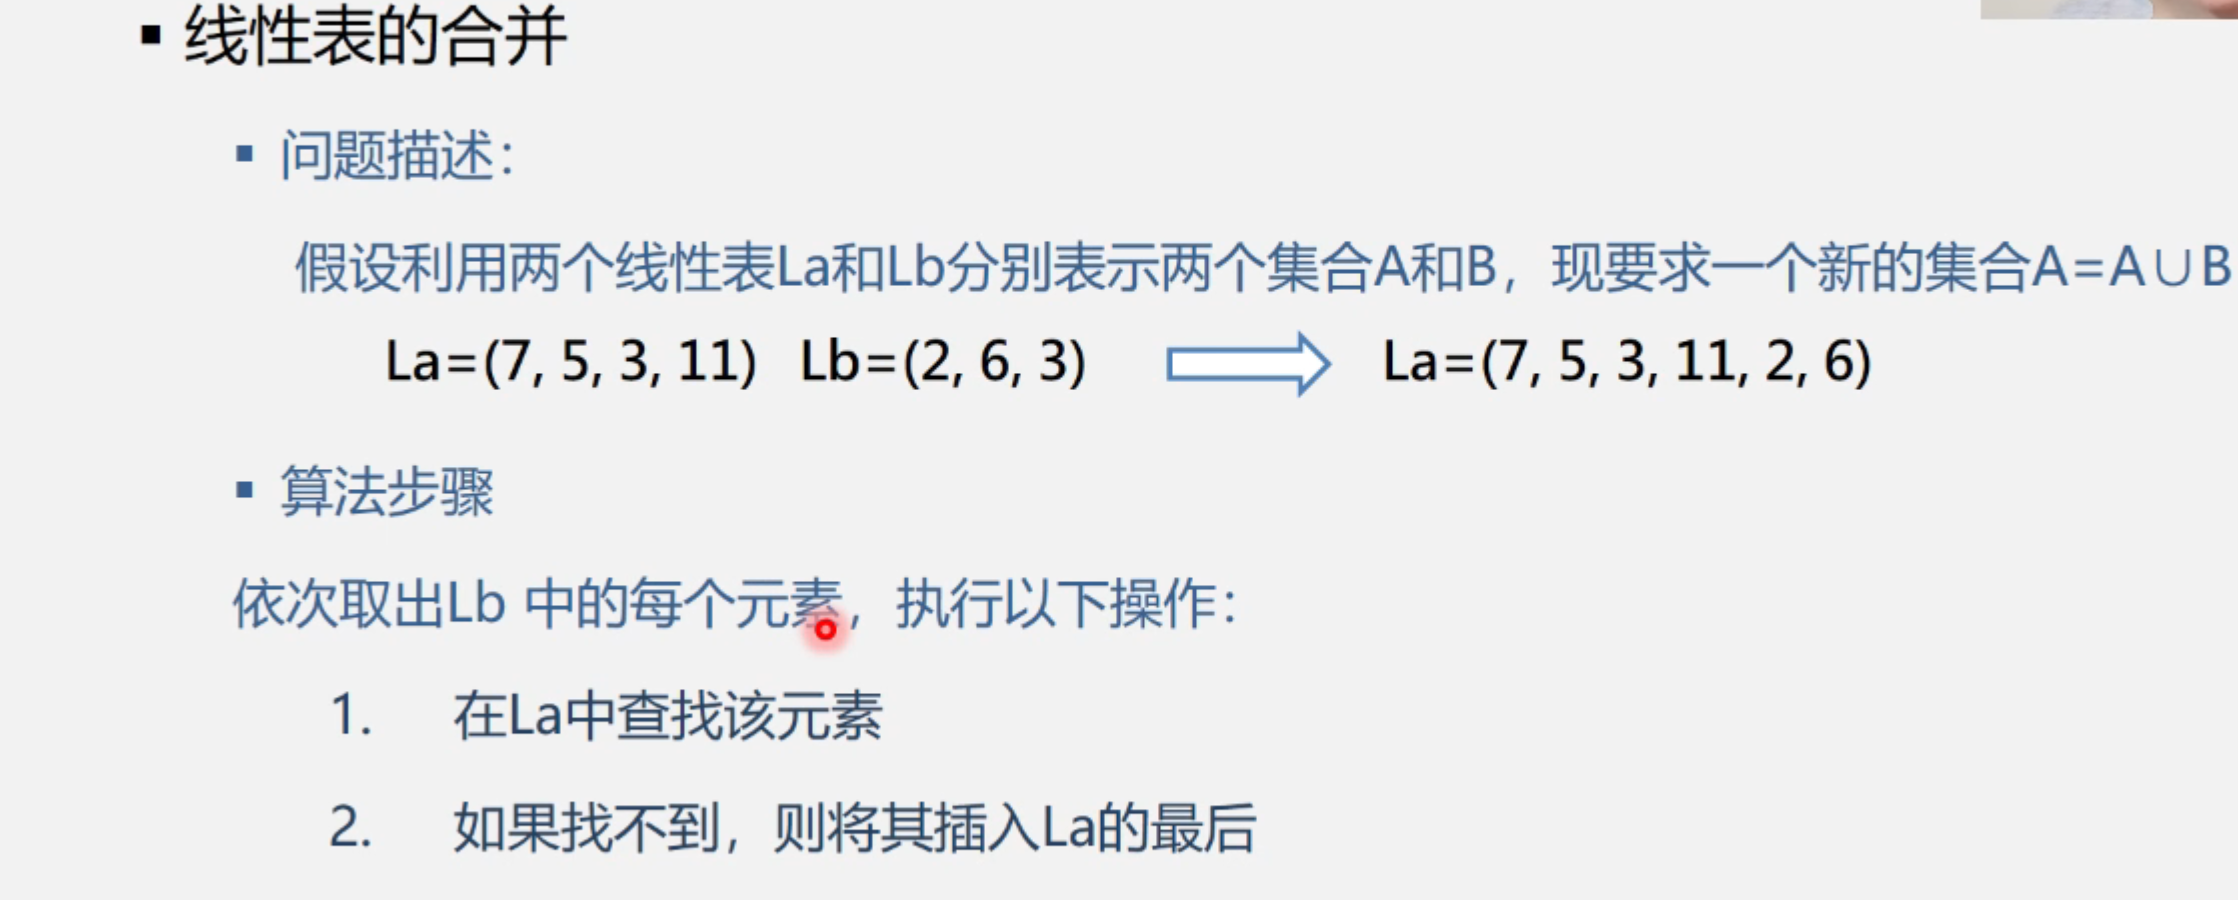 ▪ 线性表的合并
▪ 问题描述：
假设利用两个线性表La和Lb分别表示两个集合A和B，现要求一个新的集合A=A∪B
La=(7, 5, 3, 11) Lb=(2, 6, 3) La=(7, 5, 3, 11, 2, 6)
▪ 算法步骤
依次取出Lb 中的每个元素，执行以下操作：
1. 在La中查找该元素
2. 如果找不到，则将其插入La的最后